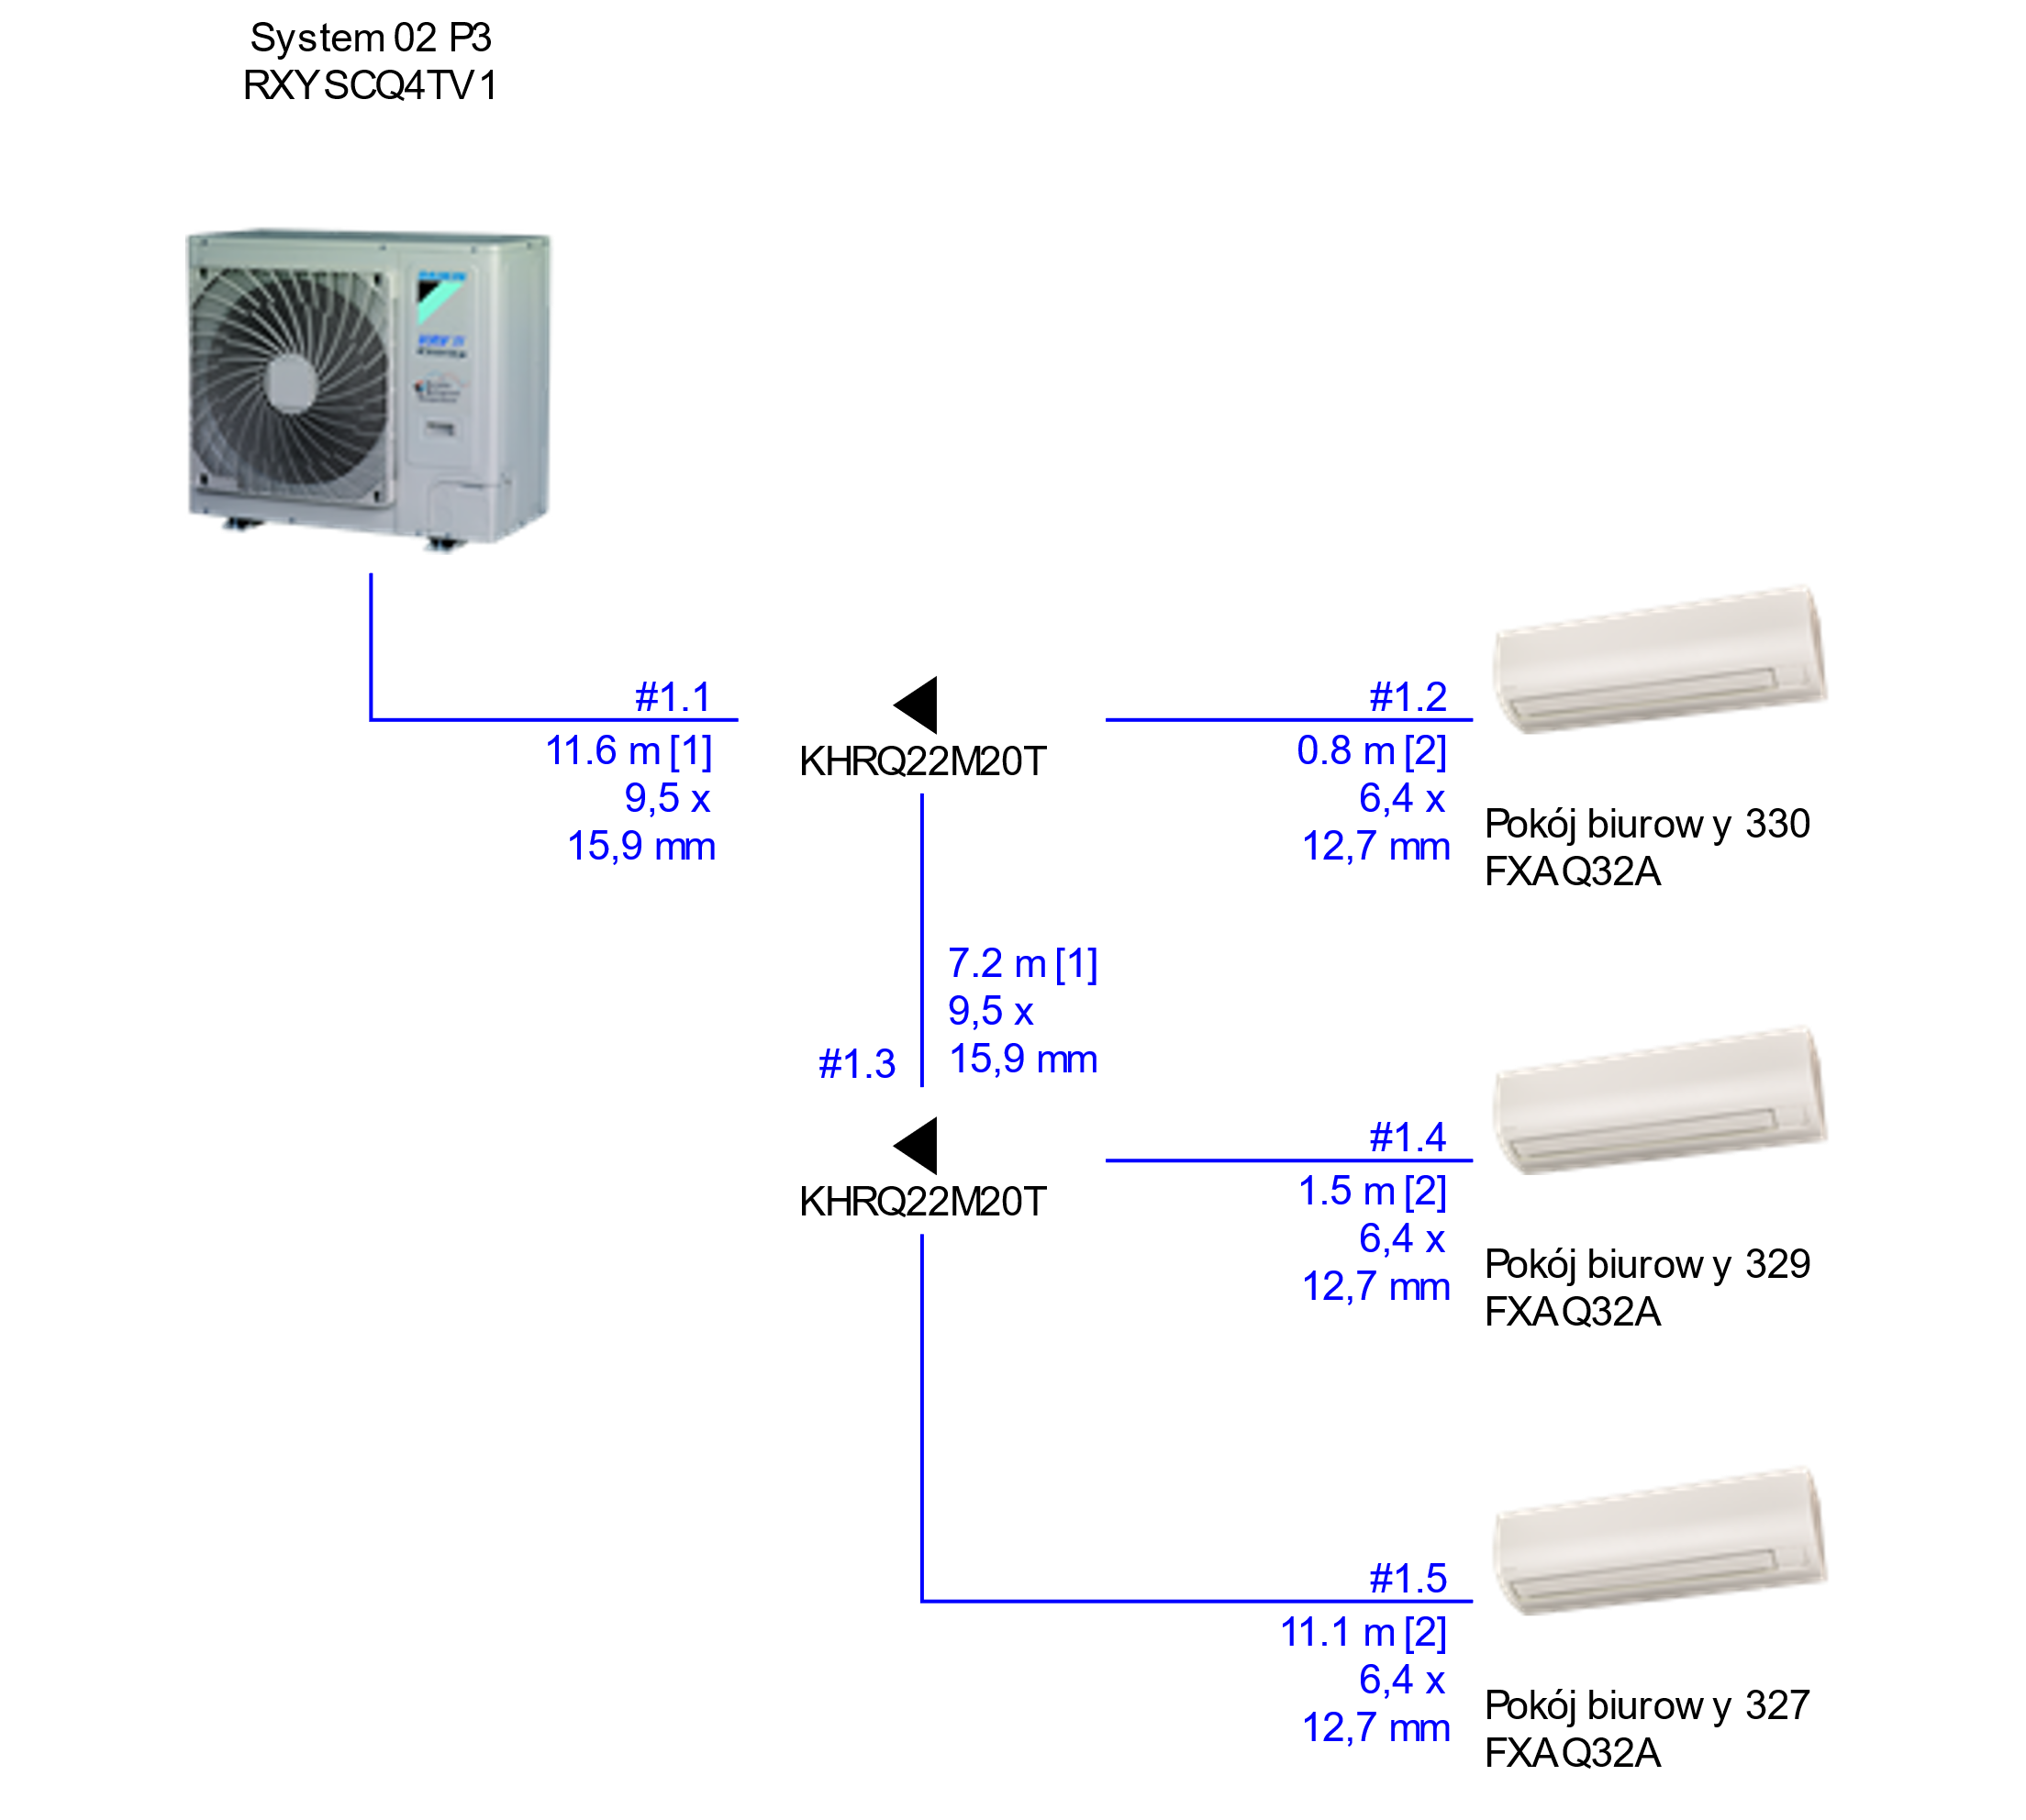 System 02 P3
RXYSCQ4TV1
DAIKIN
#1.1
11.6 m [1]
9,5 x
15,9 mm
KHRQ22M20T
#1.2
0.8 m [2]
6,4 x
12,7 mm
Pokój biurowy 330
FXAQ32A
7.2 m [1]
9,5 x
15,9 mm
#1.3
KHRQ22M20T
#1.4
1.5 m [2]
6,4 x
12,7 mm
Pokój biurowy 329
FXAQ32A
#1.5
11.1 m [2]
6,4 x
12,7 mm
Pokój biurowy 327
FXAQ32A